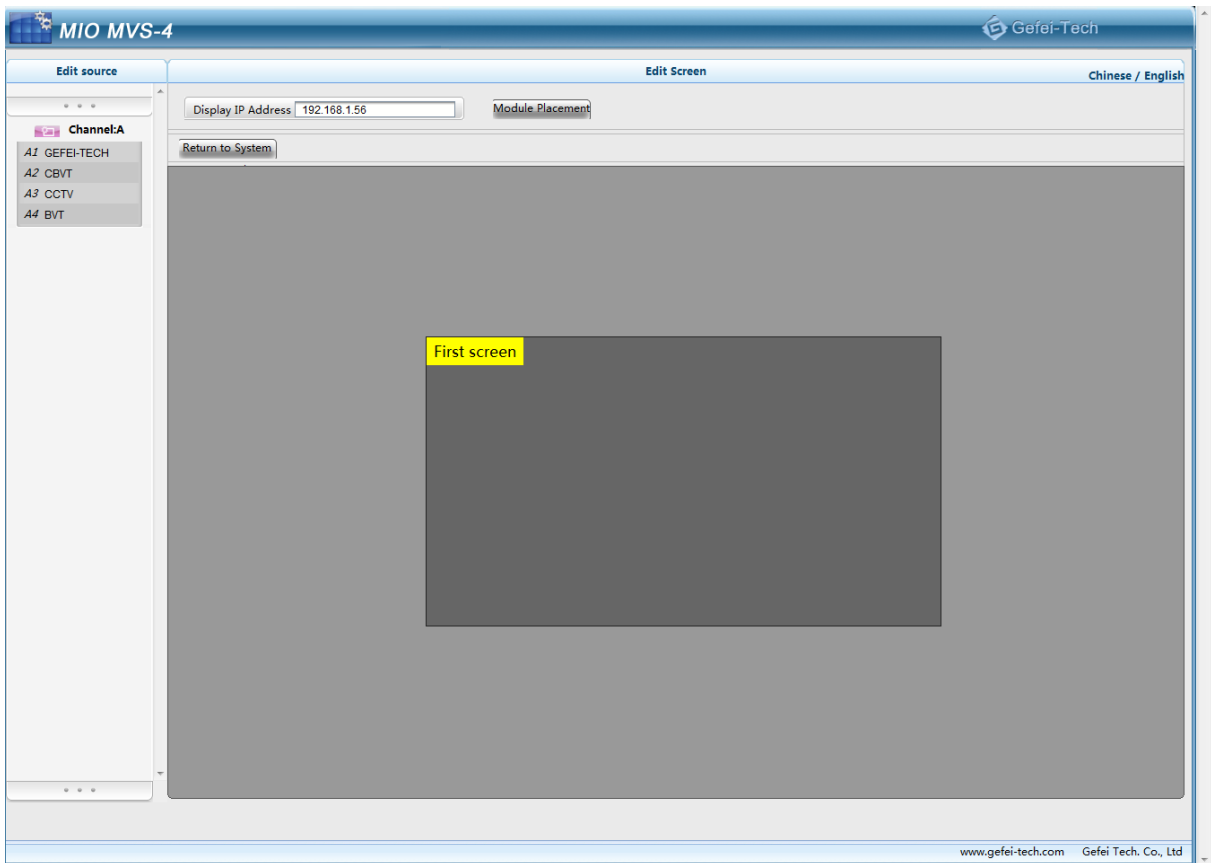 MIO MVS-4
Gefei-Tech
Edit source
Edit Screen
Chinese / English
Display IP Address 192.168.1.56
Module Placement
Channel:A
Return to System
A1 GEFEI-TECH
A2 CBVT
A3 CCTV
A4 BVT
First screen
www.gefei-tech.com Gefei Tech. Co., Ltd